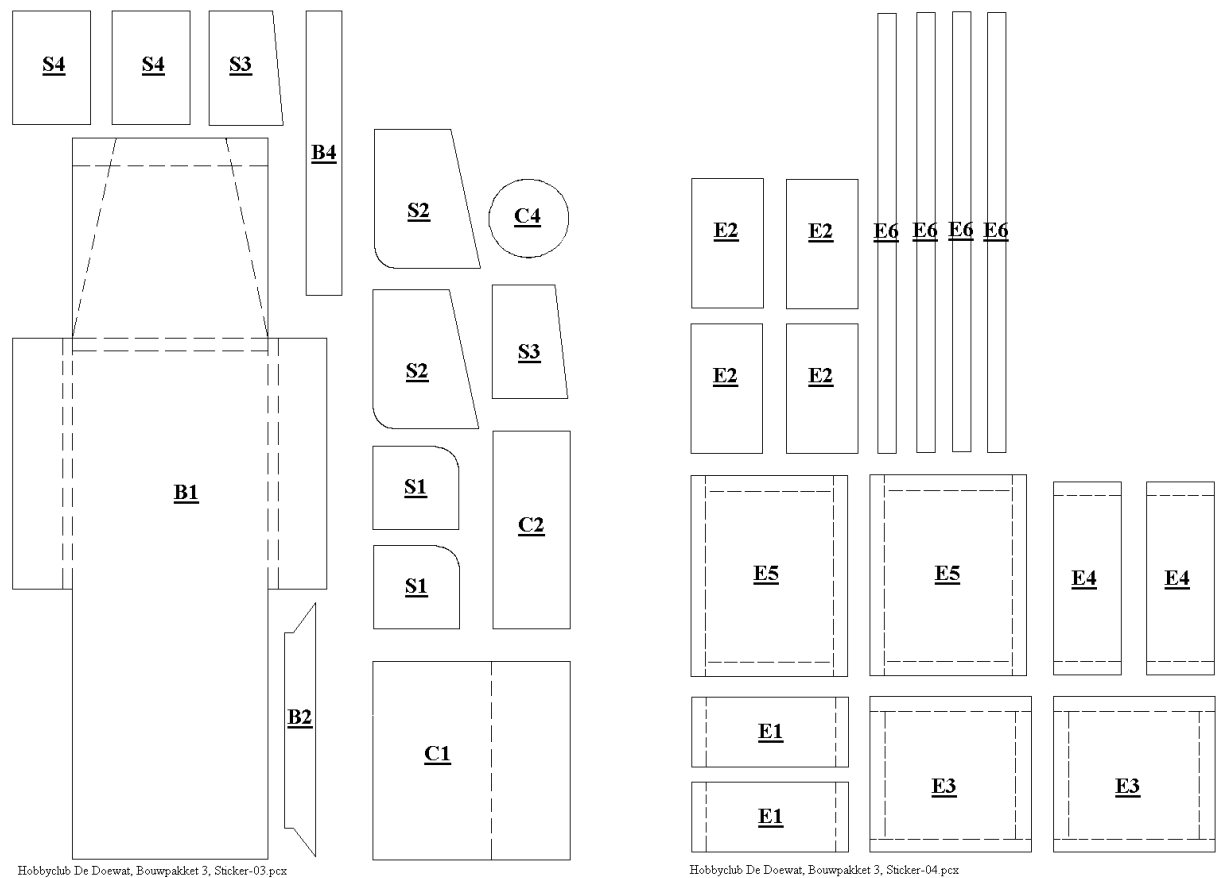 S4
S4
S3
B4
S2
C4
S2
S3
B1
S1
C2
S1
B2
C1
Hobbyclub De Doewat, Bouwpakket 3, Sticker-03.pcx
E2
E2
E6
E6
E6
E6
E2
E2
E5
E5
E4
E4
E1
E3
E3
E1
Hobbyclub De Doewat, Bouwpakket 3, Sticker-04.pcx